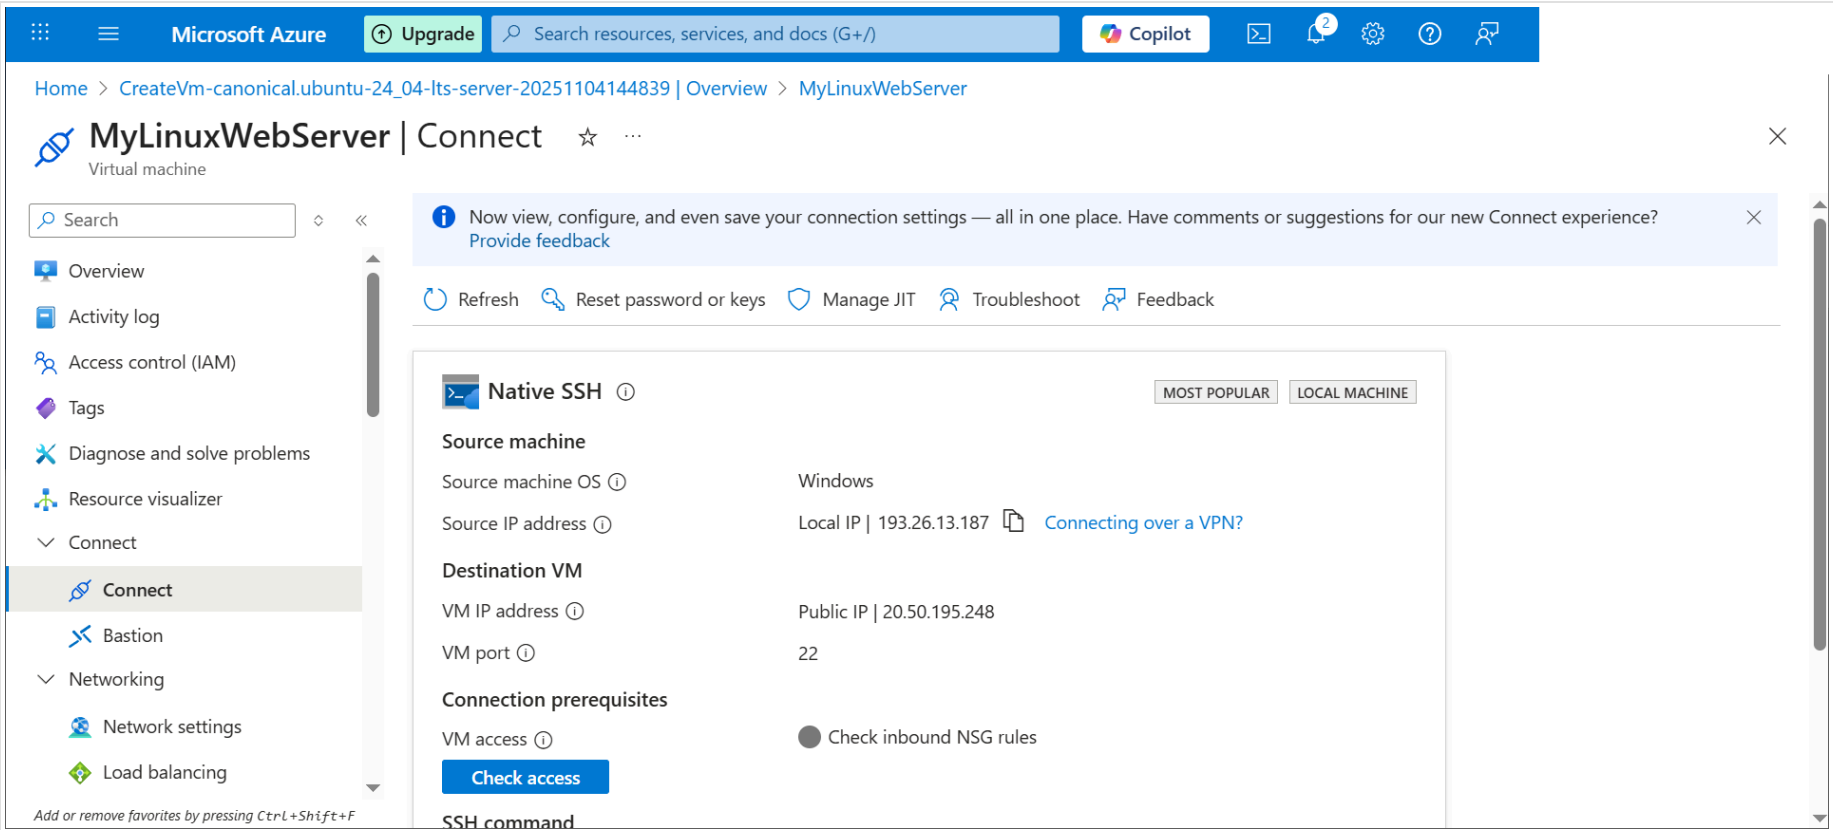 Microsoft Azure
Upgrade
Search resources, services, and docs (G+/)
Copilot
2
Home > CreateVm-canonical.ubuntu-24_04-lts-server-20251104144839 | Overview > MyLinuxWebServer
MyLinuxWebServer | Connect
Virtual machine
Search
Overview
Activity log
Access control (IAM)
Tags
Diagnose and solve problems
Resource visualizer
Connect
Connect
Bastion
Networking
Network settings
Load balancing
Add or remove favorites by pressing Ctrl+Shift+F
Now view, configure, and even save your connection settings — all in one place. Have comments or suggestions for our new Connect experience?
Provide feedback
Refresh
Reset password or keys
Manage JIT
Troubleshoot
Feedback
Native SSH
MOST POPULAR
LOCAL MACHINE
Source machine
Source machine OS
Windows
Source IP address
Local IP | 193.26.13.187
Connecting over a VPN?
Destination VM
VM IP address
Public IP | 20.50.195.248
VM port
22
Connection prerequisites
VM access
Check inbound NSG rules
Check access
SSH command